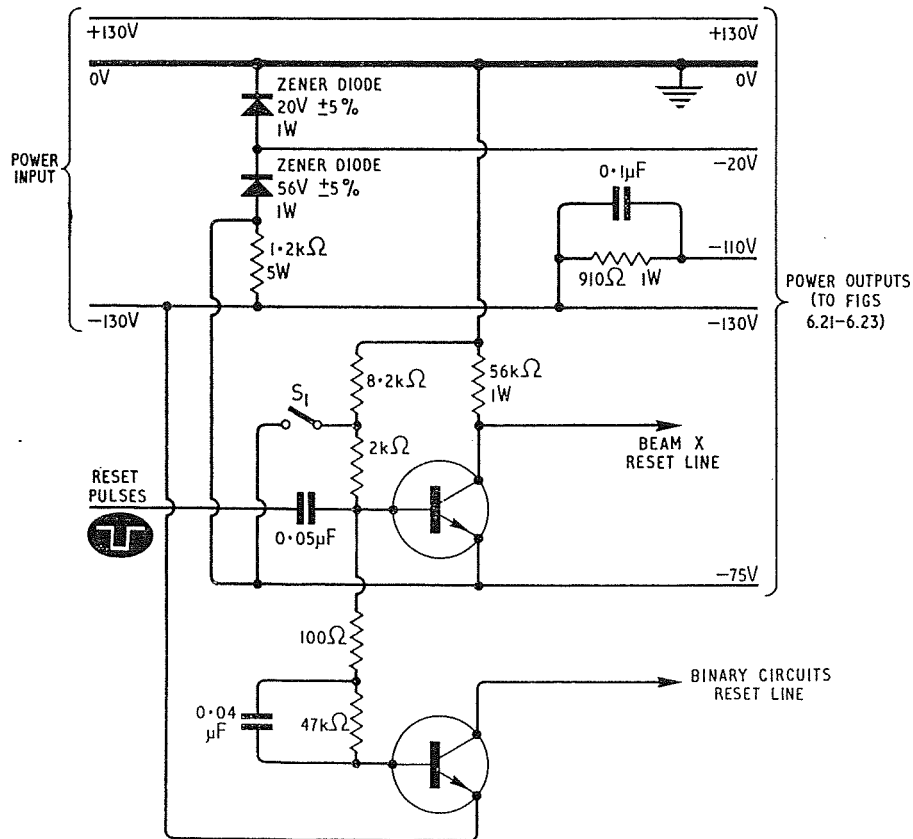 +130V
+130V
0V
0V
ZENER DIODE
20V ±5%
1W
POWER
INPUT
-20V
ZENER DIODE
56V ±5%
1W
0·1µF
1·2kΩ
5W
-110V
910Ω 1W
POWER OUTPUTS
(TO FIGS
6.21-6.23)
-130V
-130V
8·2kΩ
56kΩ
1W
S1
2kΩ
BEAM X
RESET LINE
RESET
PULSES
0·05µF
-75V
100Ω
BINARY CIRCUITS
RESET LINE
0·04
µF
47kΩ